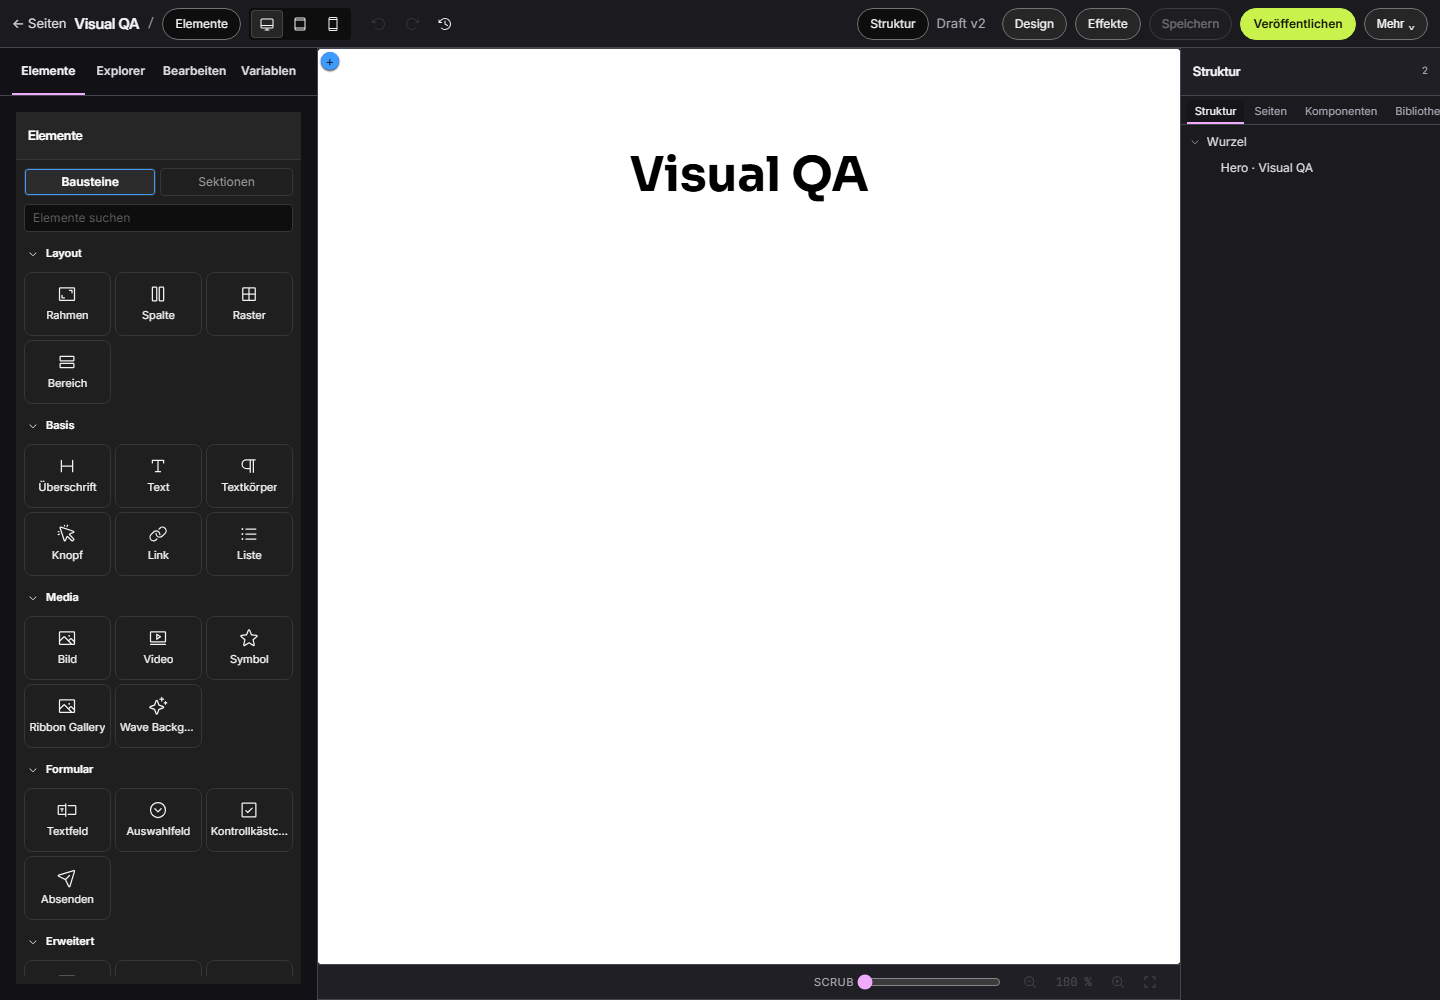 Seiten Visual QA / Elemente
Struktur Draft v2 Design Effekte Speichern Veröffentlichen Mehr
Elemente Explorer Bearbeiten Variablen
Elemente
Bausteine Sektionen
Elemente suchen
Layout
Rahmen Spalte Raster
Bereich
Basis
Überschrift Text Textkörper
Knopf Link Liste
Media
Bild Video Symbol
Ribbon Gallery Wave Backg...
Formular
Textfeld Auswahlfeld Kontrollkästc...
Absenden
Erweitert
Visual QA
SCRUB 100 %
Struktur 2
Struktur Seiten Komponenten Bibliothe
Wurzel
Hero · Visual QA